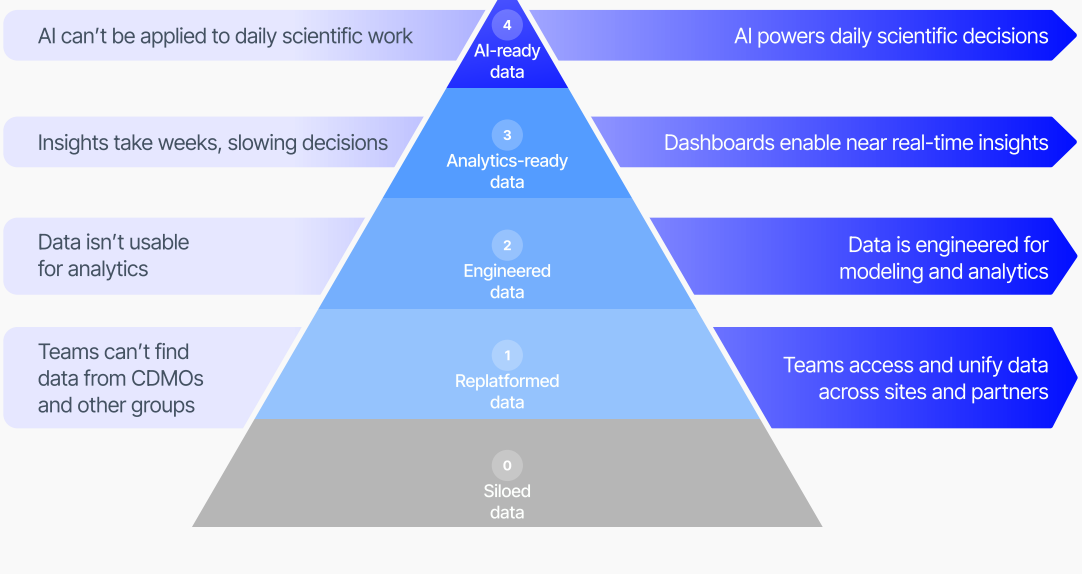 AI can’t be applied to daily scientific work
4
AI-ready
data
AI powers daily scientific decisions
Insights take weeks, slowing decisions
3
Analytics-ready
data
Dashboards enable near real-time insights
Data isn’t usable
for analytics
2
Engineered
data
Data is engineered for
modeling and analytics
Teams can’t find
data from CDMOs
and other groups
1
Replatformed
data
Teams access and unify data
across sites and partners
0
Siloed
data